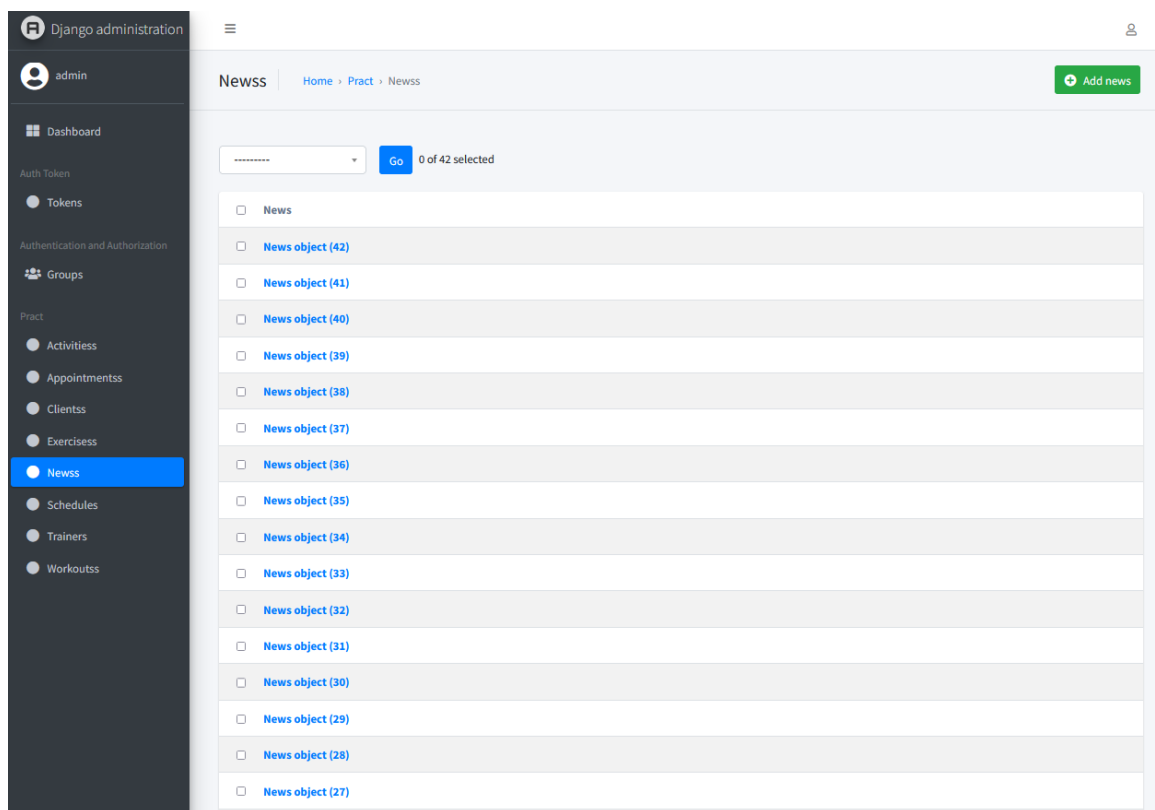 Django administration
admin
Dashboard
Auth Token
Tokens
Authentication and Authorization
Groups
Pract
Activitiess
Appointmentss
Clientss
Exercisess
Newss
Schedules
Trainers
Workoutss
Newss Home › Pract › Newss
Add news
--------- Go 0 of 42 selected
News
News object (42)
News object (41)
News object (40)
News object (39)
News object (38)
News object (37)
News object (36)
News object (35)
News object (34)
News object (33)
News object (32)
News object (31)
News object (30)
News object (29)
News object (28)
News object (27)